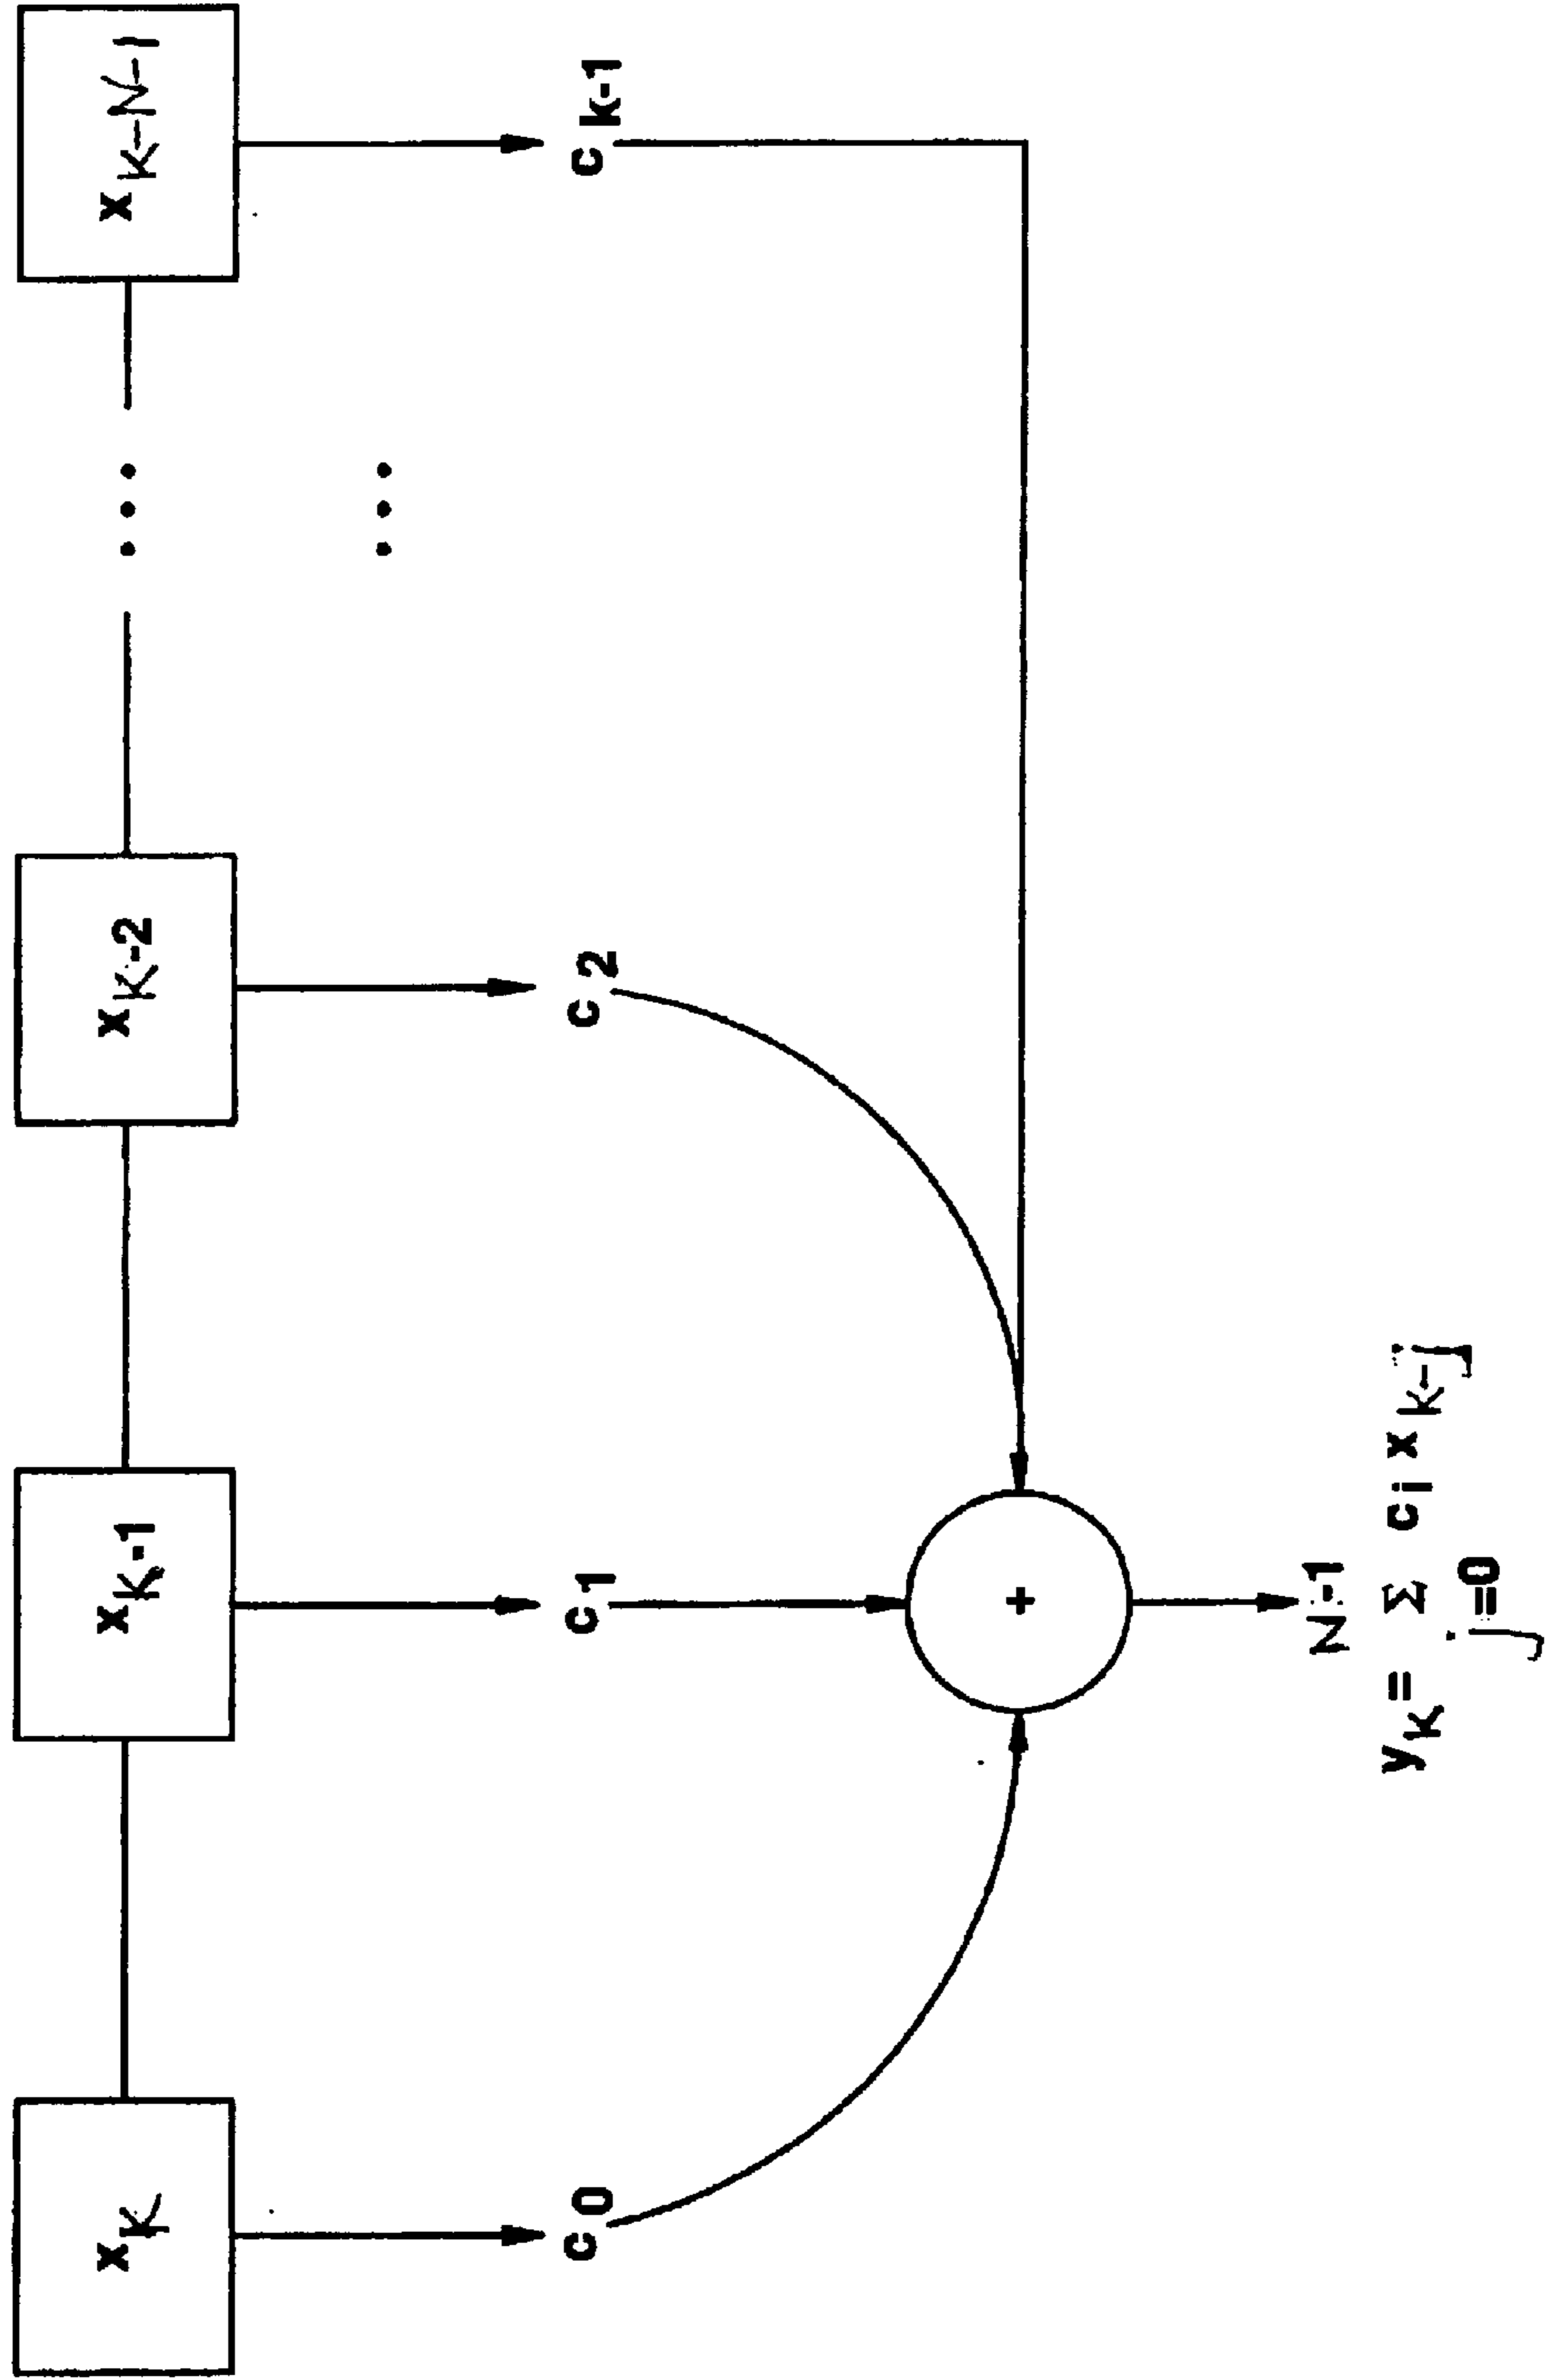 x K
x K-1
x K-2
• • •
x K-N-1
c 0
c 1
c 2
• • •
c k-1
+
N-1
y K = Σ c i x k-j
j=0